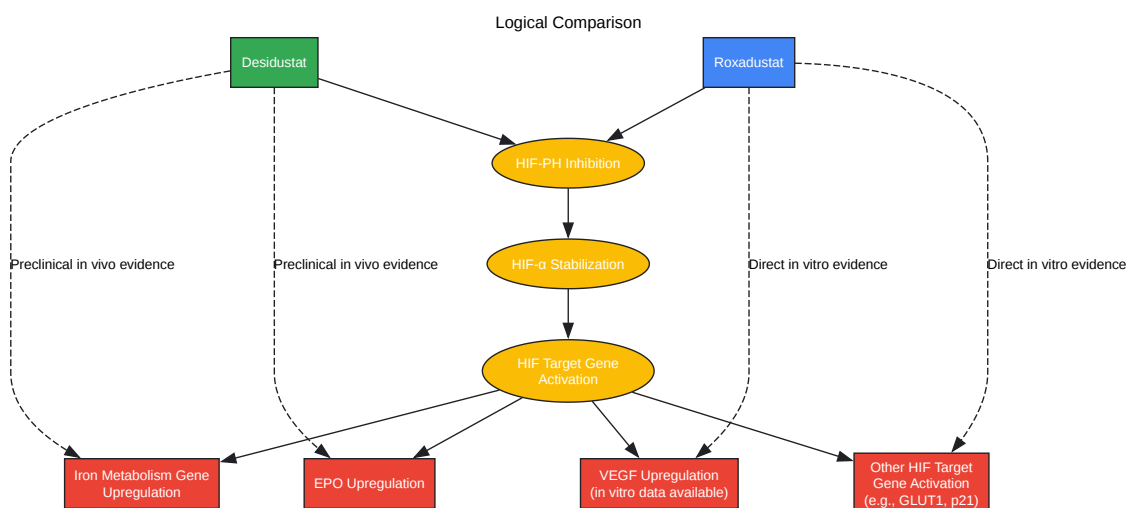 Logical Comparison
Desidustat
Roxadustat
HIF-PH Inhibition
HIF-α Stabilization
Preclinical in vivo evidence
Preclinical in vivo evidence
Direct in vitro evidence
Direct in vitro evidence
HIF Target Gene
Activation
Iron Metabolism Gene
Upregulation
EPO Upregulation
VEGF Upregulation
(in vitro data available)
Other HIF Target
Gene Activation
(e.g., GLUT1, p21)